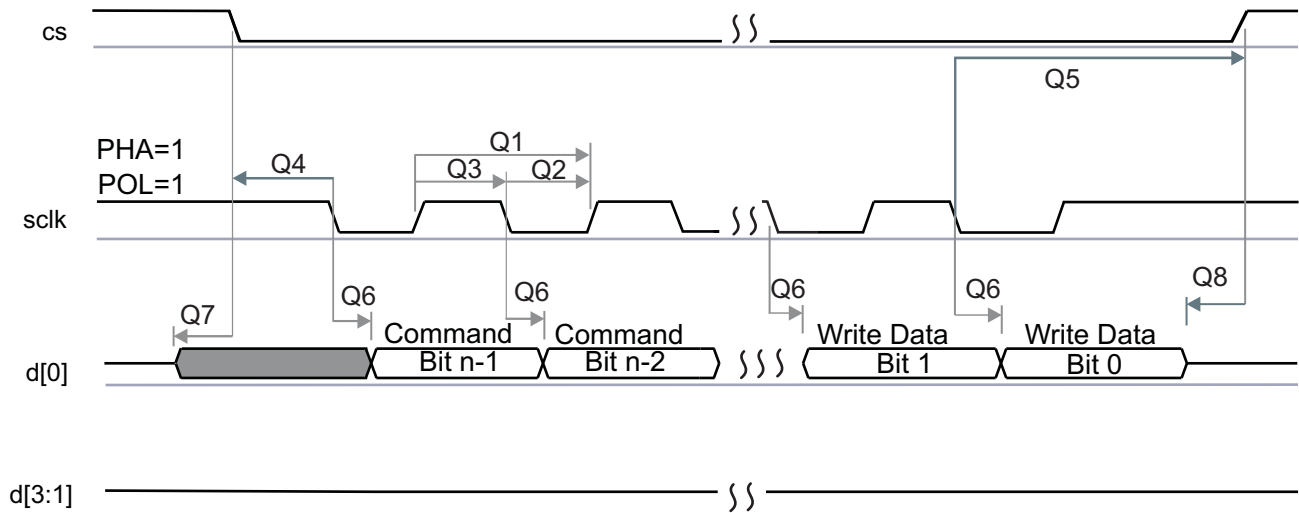 cs
Q5
PHA=1
Q1
POL=1
Q4
Q3
Q2
sclk
Q7
Q6
Q6
Q6
Q6
Q8
Command
Command
Write Data
Write Data
d[0]
Bit n-1
Bit n-2
Bit 1
Bit 0
d[3:1]